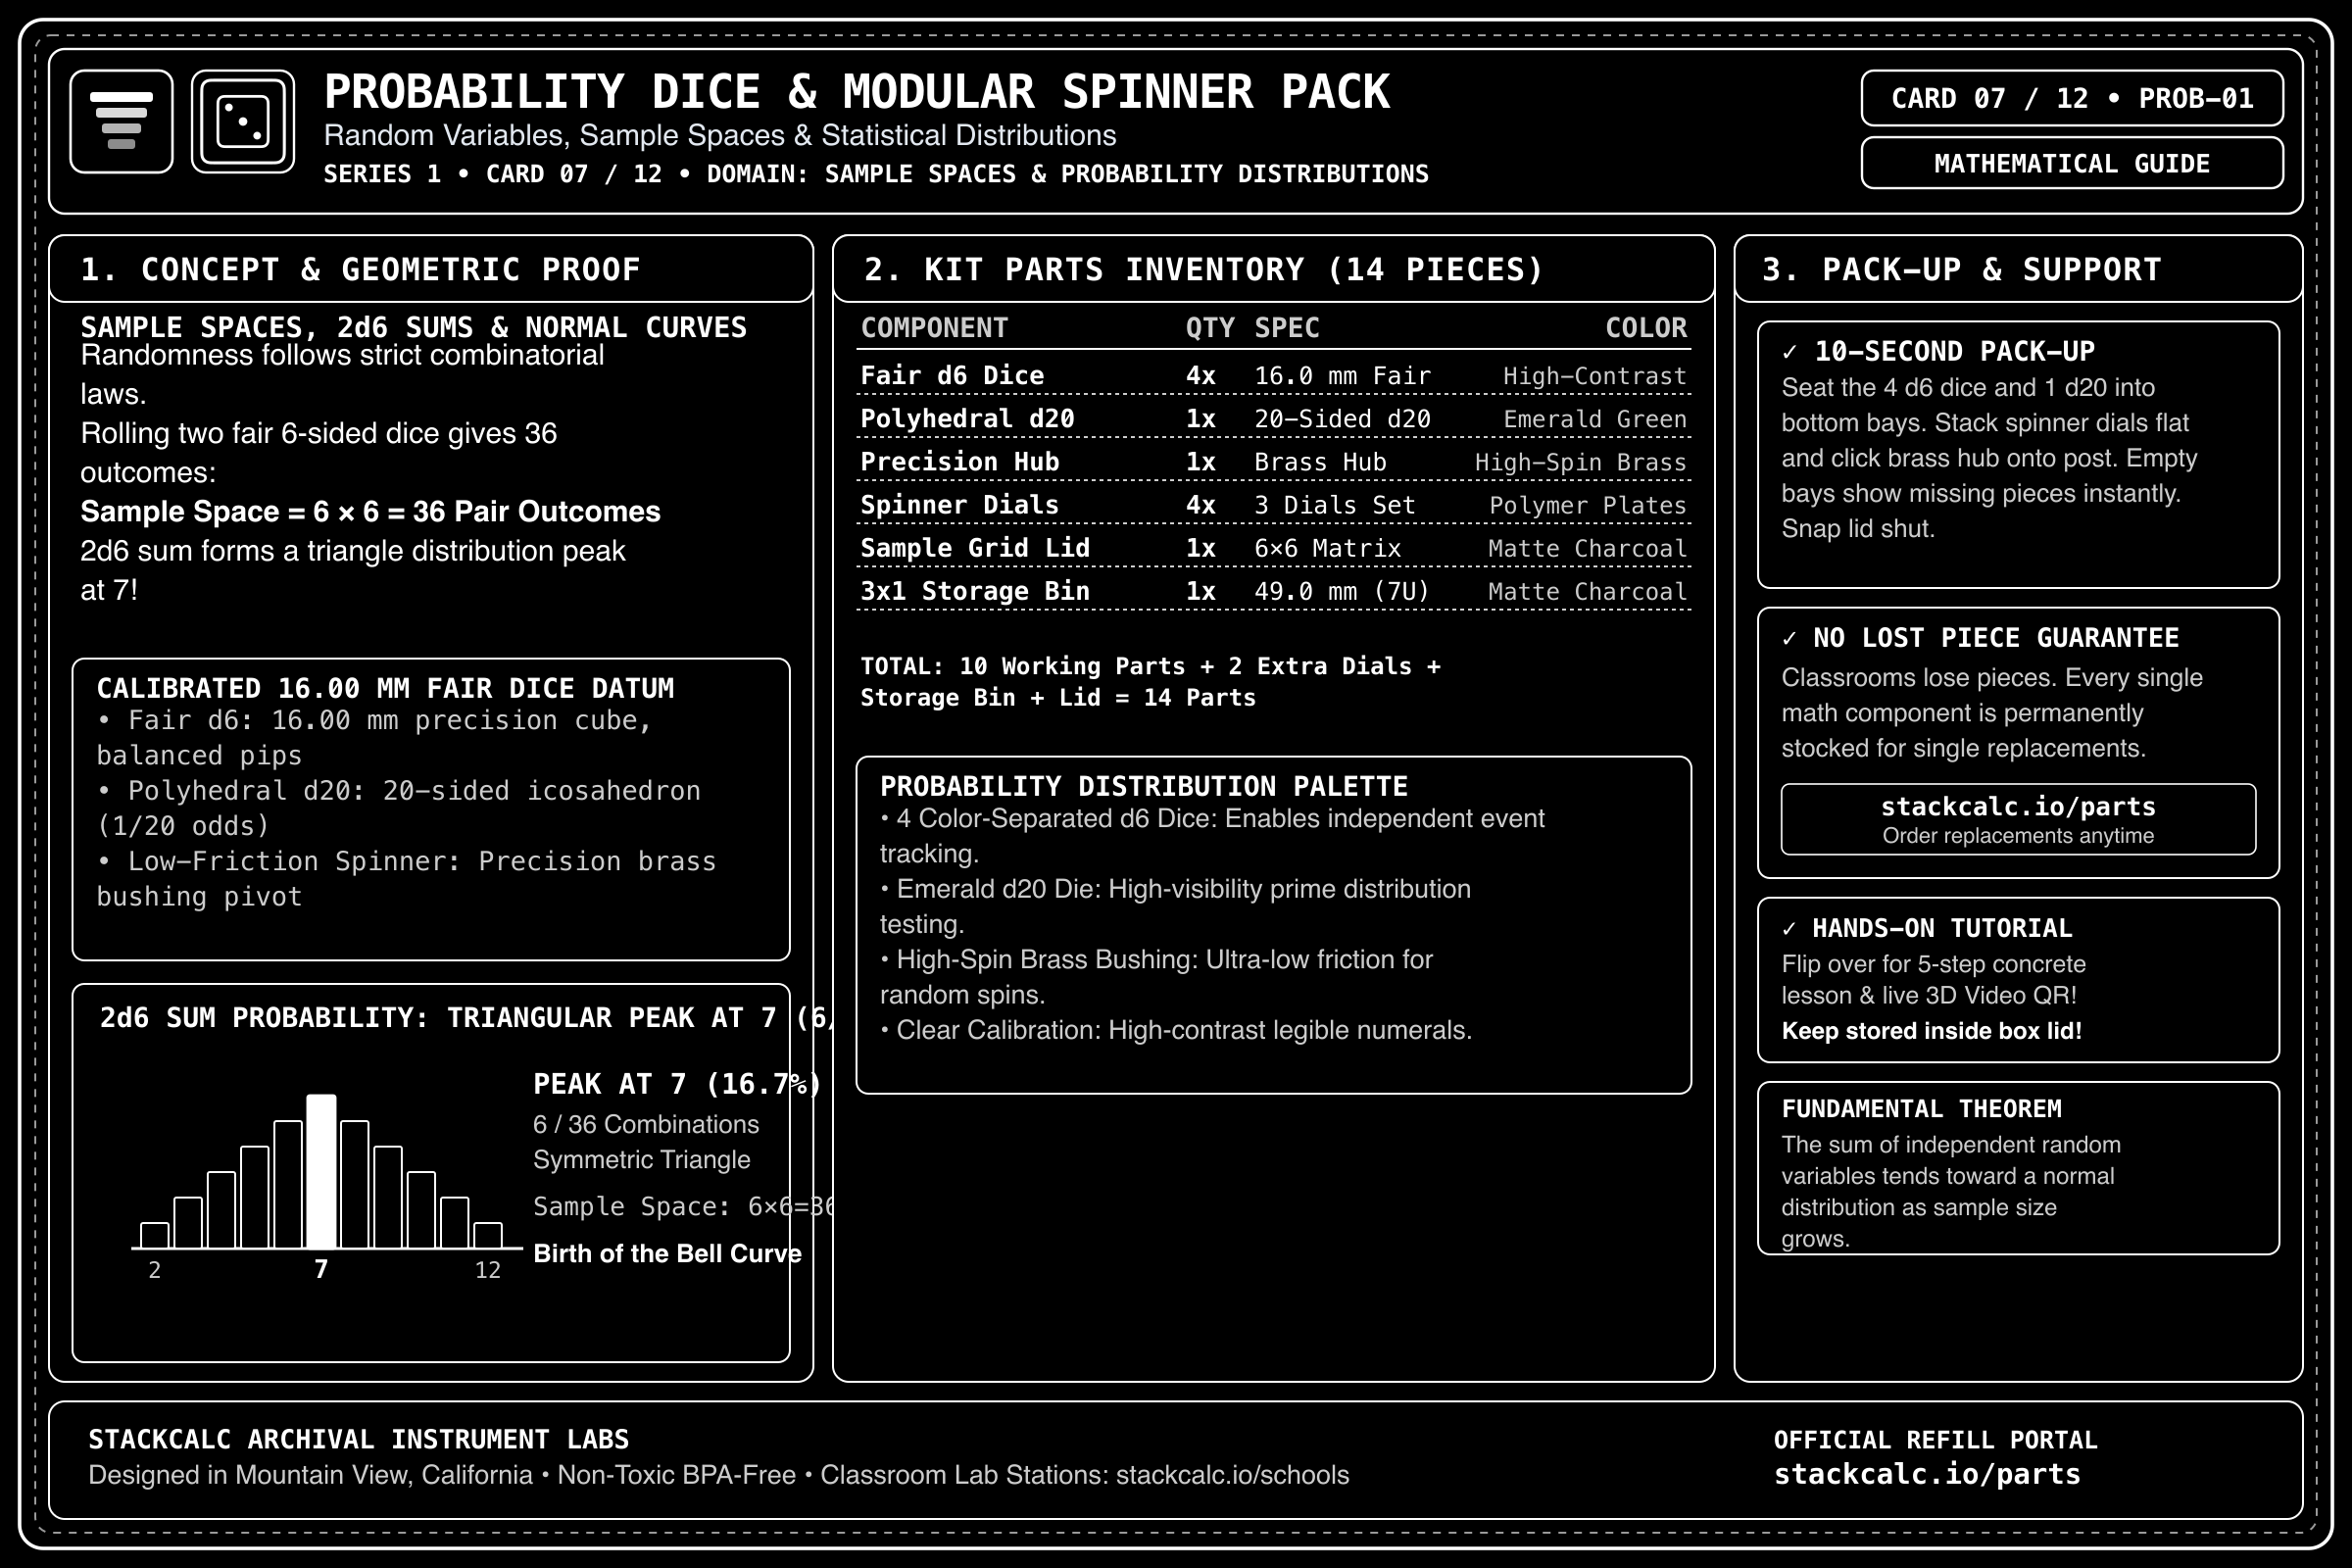 PROBABILITY DICE & MODULAR SPINNER PACK
Random Variables, Sample Spaces & Statistical Distributions
SERIES 1 • CARD 07 / 12 • DOMAIN: SAMPLE SPACES & PROBABILITY DISTRIBUTIONS
CARD 07 / 12 • PROB–01
MATHEMATICAL GUIDE
1. CONCEPT & GEOMETRIC PROOF
SAMPLE SPACES, 2d6 SUMS & NORMAL CURVES
Randomness follows strict combinatorial
laws.
Rolling two fair 6-sided dice gives 36
outcomes:
Sample Space = 6 × 6 = 36 Pair Outcomes
2d6 sum forms a triangle distribution peak
at 7!
CALIBRATED 16.00 MM FAIR DICE DATUM
• Fair d6: 16.00 mm precision cube,
balanced pips
• Polyhedral d20: 20–sided icosahedron
(1/20 odds)
• Low–Friction Spinner: Precision brass
bushing pivot
2d6 SUM PROBABILITY: TRIANGULAR PEAK AT 7 (6/
PEAK AT 7 (16.7%)
6 / 36 Combinations
Symmetric Triangle
Sample Space: 6×6=36
Birth of the Bell Curve
2 7 12
2. KIT PARTS INVENTORY (14 PIECES)
COMPONENT QTY SPEC COLOR
Fair d6 Dice 4x 16.0 mm Fair High–Contrast
Polyhedral d20 1x 20–Sided d20 Emerald Green
Precision Hub 1x Brass Hub High–Spin Brass
Spinner Dials 4x 3 Dials Set Polymer Plates
Sample Grid Lid 1x 6×6 Matrix Matte Charcoal
3x1 Storage Bin 1x 49.0 mm (7U) Matte Charcoal
TOTAL: 10 Working Parts + 2 Extra Dials +
Storage Bin + Lid = 14 Parts
PROBABILITY DISTRIBUTION PALETTE
• 4 Color-Separated d6 Dice: Enables independent event
tracking.
• Emerald d20 Die: High-visibility prime distribution
testing.
• High-Spin Brass Bushing: Ultra-low friction for
random spins.
• Clear Calibration: High-contrast legible numerals.
3. PACK–UP & SUPPORT
✓ 10–SECOND PACK–UP
Seat the 4 d6 dice and 1 d20 into
bottom bays. Stack spinner dials flat
and click brass hub onto post. Empty
bays show missing pieces instantly.
Snap lid shut.
✓ NO LOST PIECE GUARANTEE
Classrooms lose pieces. Every single
math component is permanently
stocked for single replacements.
stackcalc.io/parts
Order replacements anytime
✓ HANDS–ON TUTORIAL
Flip over for 5-step concrete
lesson & live 3D Video QR!
Keep stored inside box lid!
FUNDAMENTAL THEOREM
The sum of independent random
variables tends toward a normal
distribution as sample size
grows.
STACKCALC ARCHIVAL INSTRUMENT LABS
Designed in Mountain View, California • Non-Toxic BPA-Free • Classroom Lab Stations: stackcalc.io/schools
OFFICIAL REFILL PORTAL
stackcalc.io/parts